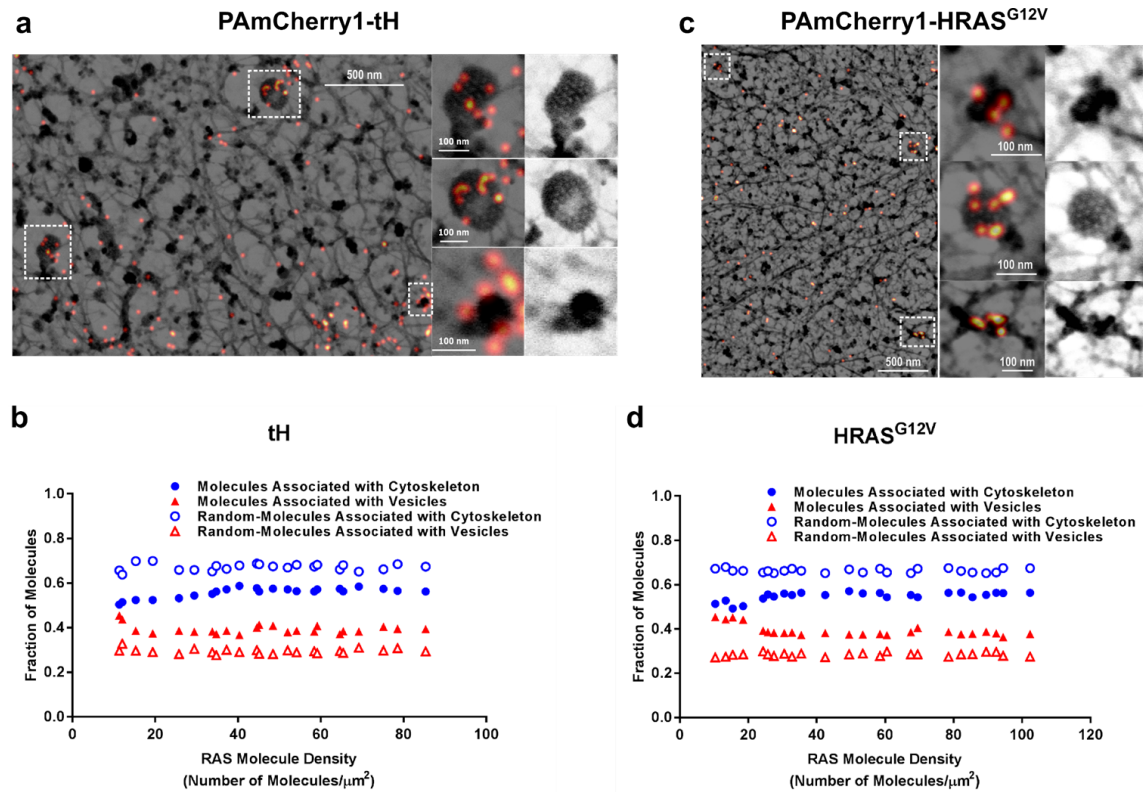 a
PAmCherry1-tH
500 nm
100 nm
100 nm
100 nm
c
PAmCherry1-HRAS^G12V
500 nm
100 nm
100 nm
100 nm
b
tH
Molecules Associated with Cytoskeleton
Molecules Associated with Vesicles
Random-Molecules Associated with Cytoskeleton
Random-Molecules Associated with Vesicles
Fraction of Molecules
1.0
0.8
0.6
0.4
0.2
0.0
0 20 40 60 80 100
RAS Molecule Density
(Number of Molecules/μm²)
d
HRAS^G12V
Molecules Associated with Cytoskeleton
Molecules Associated with Vesicles
Random-Molecules Associated with Cytoskeleton
Random-Molecules Associated with Vesicles
Fraction of Molecules
1.0
0.8
0.6
0.4
0.2
0.0
0 20 40 60 80 100 120
RAS Molecule Density
(Number of Molecules/μm²)